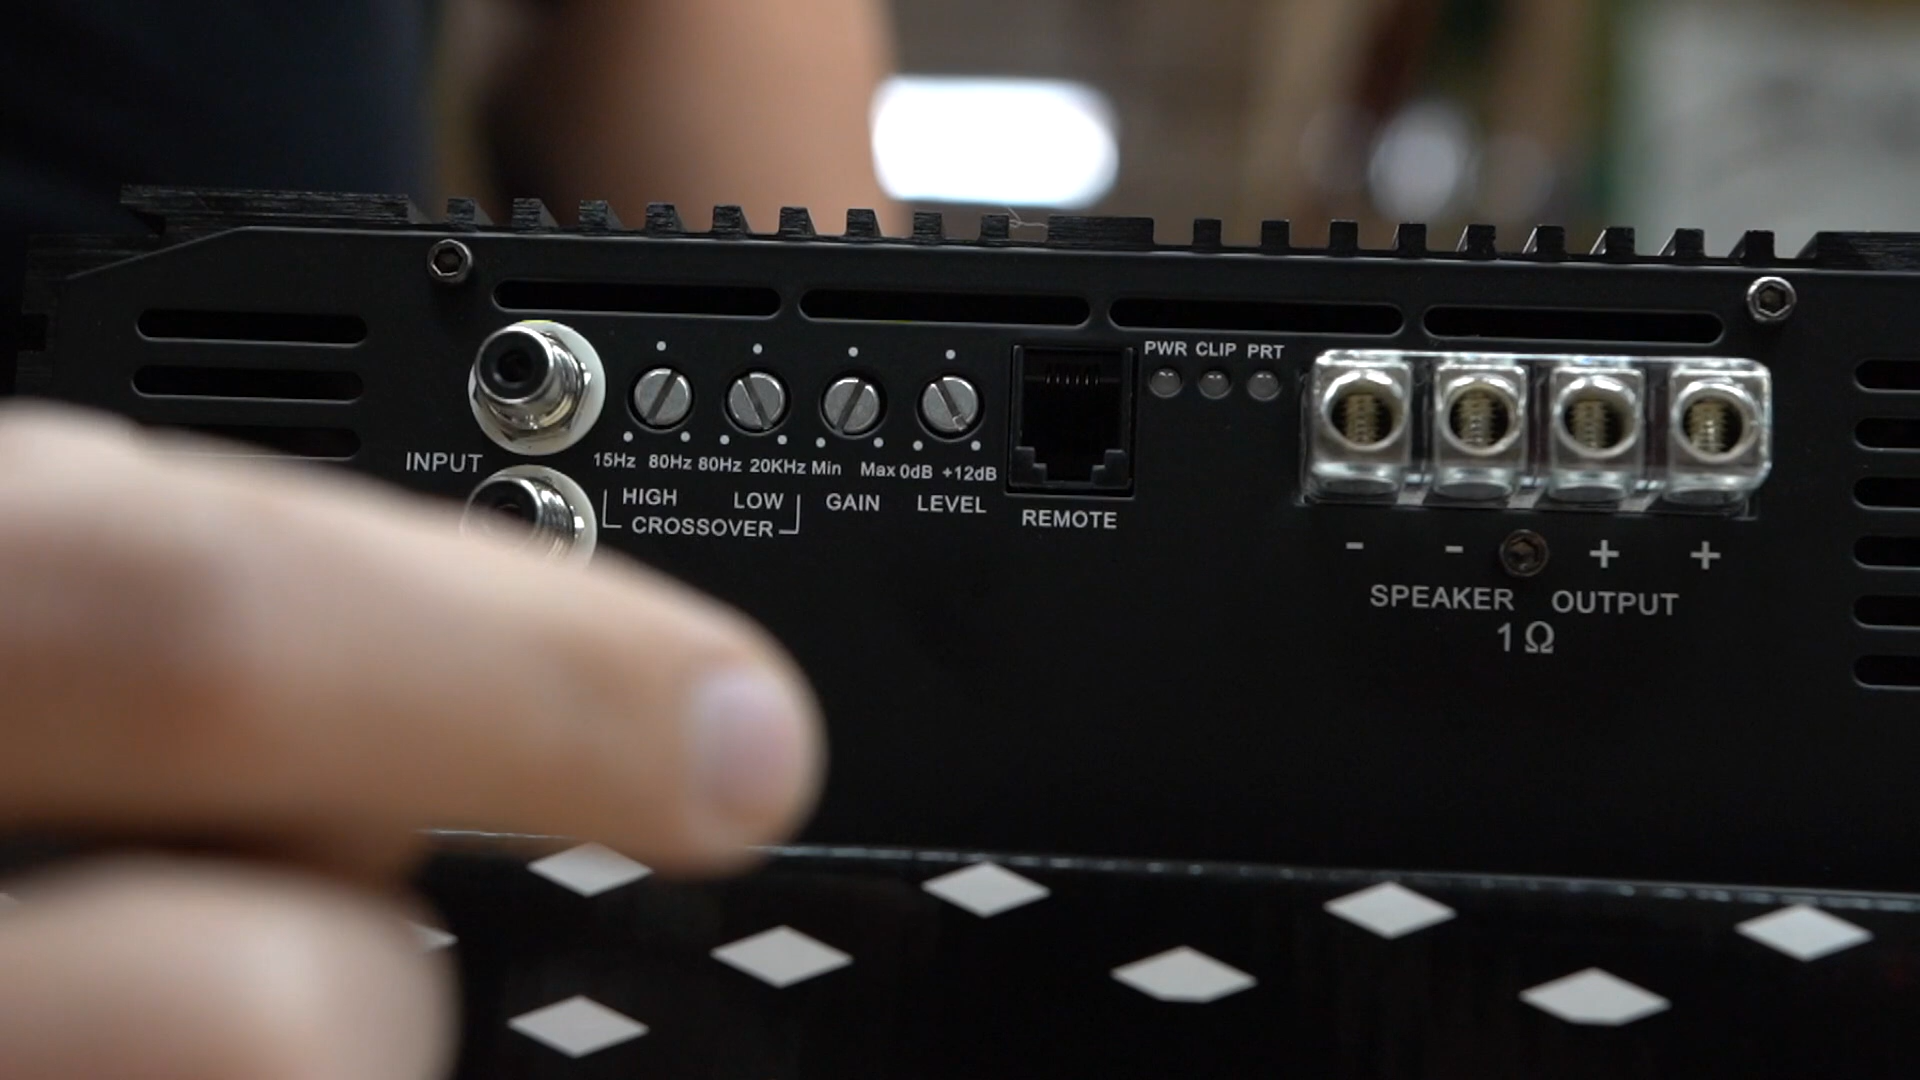 PWR CLIP PRT
INPUT
15Hz 80Hz 80Hz 20KHz Min Max 0dB +12dB
HIGH LOW GAIN LEVEL
CROSSOVER
REMOTE
- - + +
SPEAKER OUTPUT
1 Ω